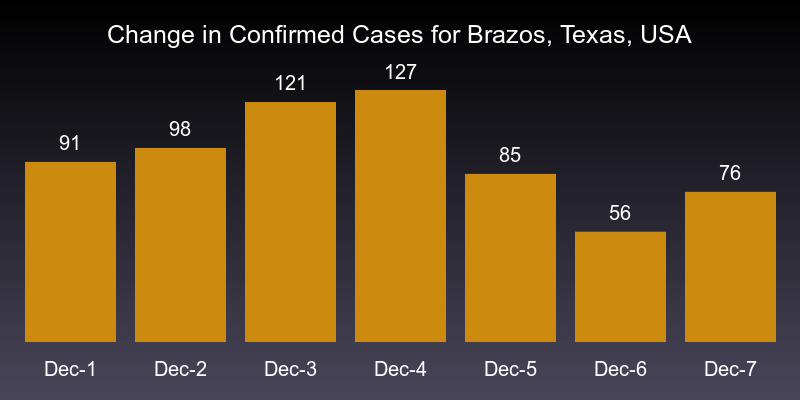 Change in Confirmed Cases for Brazos, Texas, USA
91
98
121
127
85
56
76
Dec-1
Dec-2
Dec-3
Dec-4
Dec-5
Dec-6
Dec-7